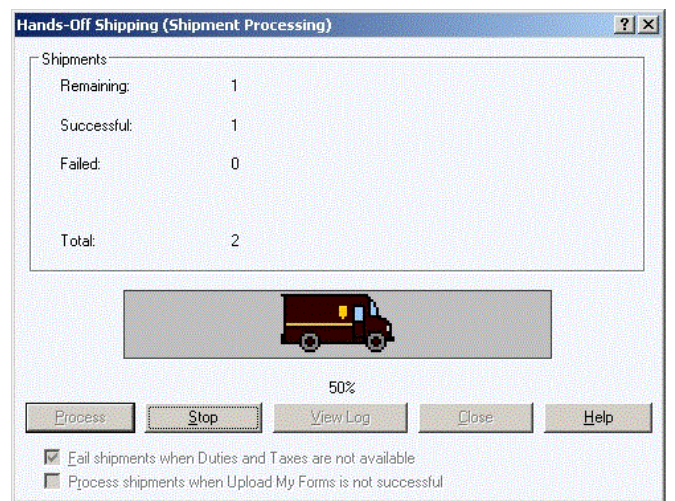 Hands-Off Shipping (Shipment Processing)
Shipments
Remaining: 1
Successful: 1
Failed: 0
Total: 2
50%
Process Stop View Log Close Help
Fail shipments when Duties and Taxes are not available
Process shipments when Upload My Forms is not successful